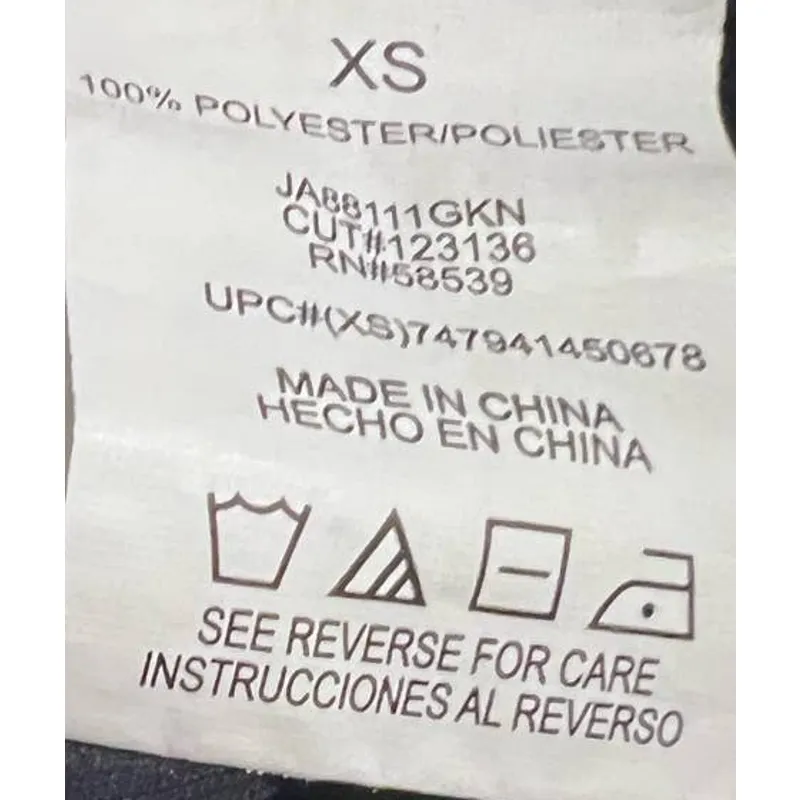 XS
100% POLYESTER/POLIESTER
JA88111GKN
CUT#123136
RN#58539
UPC#(XS)747941450678
MADE IN CHINA
HECHO EN CHINA
SEE REVERSE FOR CARE
INSTRUCCIONES AL REVERSO